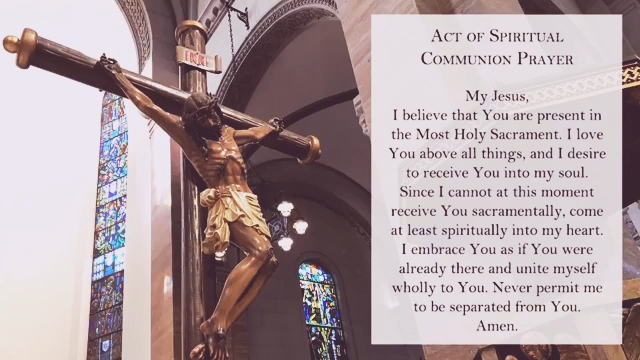 Act of Spiritual
Communion Prayer
My Jesus,
I believe that You are present in
the Most Holy Sacrament. I love
You above all things, and I desire
to receive You into my soul.
Since I cannot at this moment
receive You sacramentally, come
at least spiritually into my heart.
I embrace You as if You were
already there and unite myself
wholly to You. Never permit me
to be separated from You.
Amen.